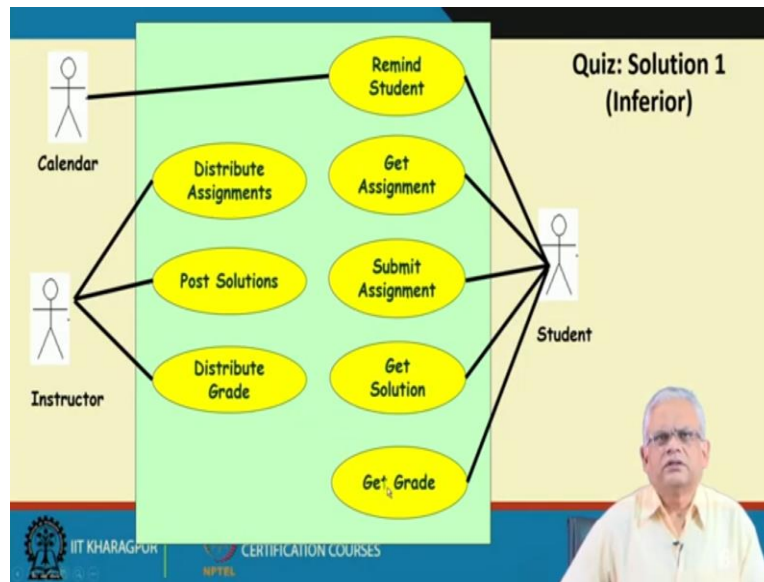 Quiz: Solution 1
(Inferior)
Remind
Student
Calendar
Distribute
Assignments
Get
Assignment
Post Solutions
Submit
Assignment
Student
Instructor
Distribute
Grade
Get
Solution
Get Grade
IIT KHARAGPUR
NPTEL
CERTIFICATION COURSES